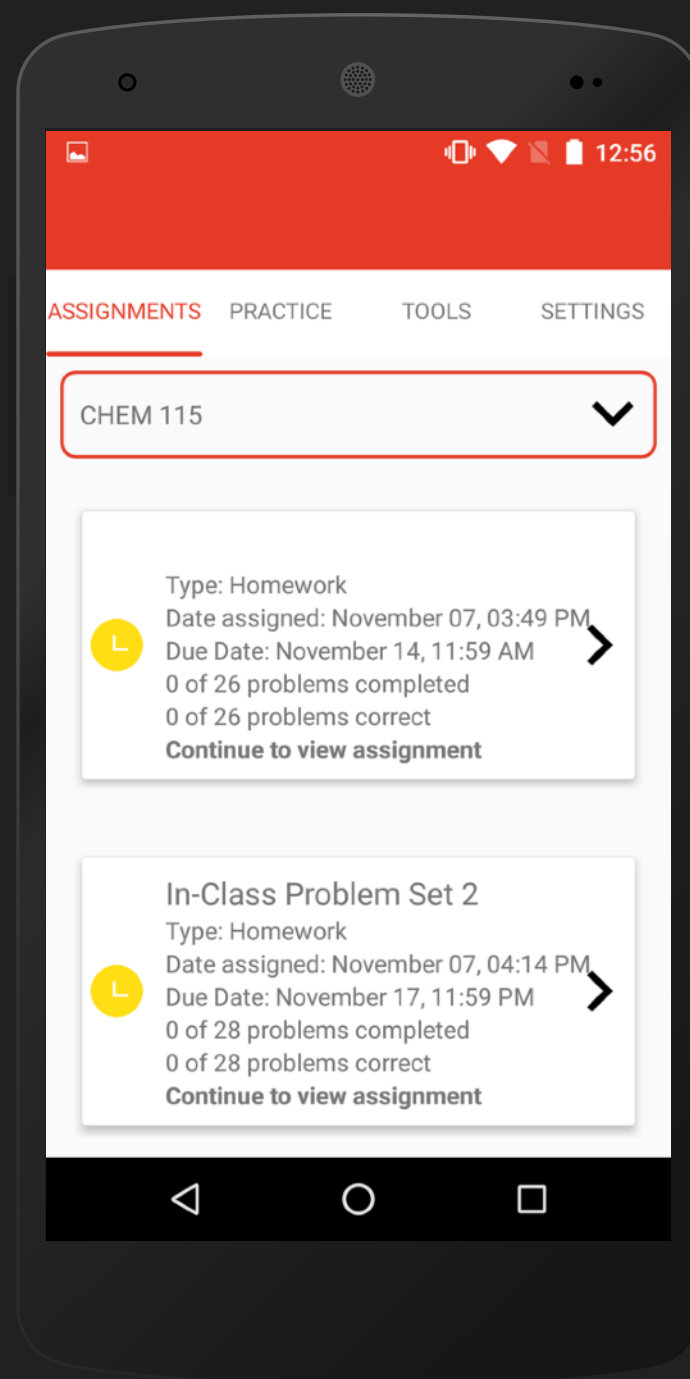 12:56
ASSIGNMENTS PRACTICE TOOLS SETTINGS
CHEM 115
Type: Homework
Date assigned: November 07, 03:49 PM
Due Date: November 14, 11:59 AM
0 of 26 problems completed
0 of 26 problems correct
Continue to view assignment
In-Class Problem Set 2
Type: Homework
Date assigned: November 07, 04:14 PM
Due Date: November 17, 11:59 PM
0 of 28 problems completed
0 of 28 problems correct
Continue to view assignment